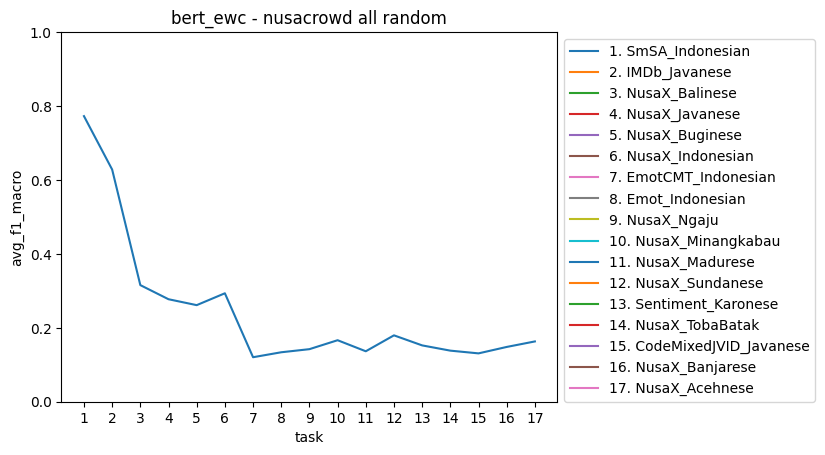 bert_ewc - nusacrowd all random
1.0
0.8
0.6
0.4
0.2
0.0
avg_f1_macro
1 2 3 4 5 6 7 8 9 10 11 12 13 14 15 16 17
task
1. SmSA_Indonesian
2. IMDb_Javanese
3. NusaX_Balinese
4. NusaX_Javanese
5. NusaX_Buginese
6. NusaX_Indonesian
7. EmotCMT_Indonesian
8. Emot_Indonesian
9. NusaX_Ngaju
10. NusaX_Minangkabau
11. NusaX_Madurese
12. NusaX_Sundanese
13. Sentiment_Karonese
14. NusaX_TobaBatak
15. CodeMixedJVID_Javanese
16. NusaX_Banjarese
17. NusaX_Acehnese